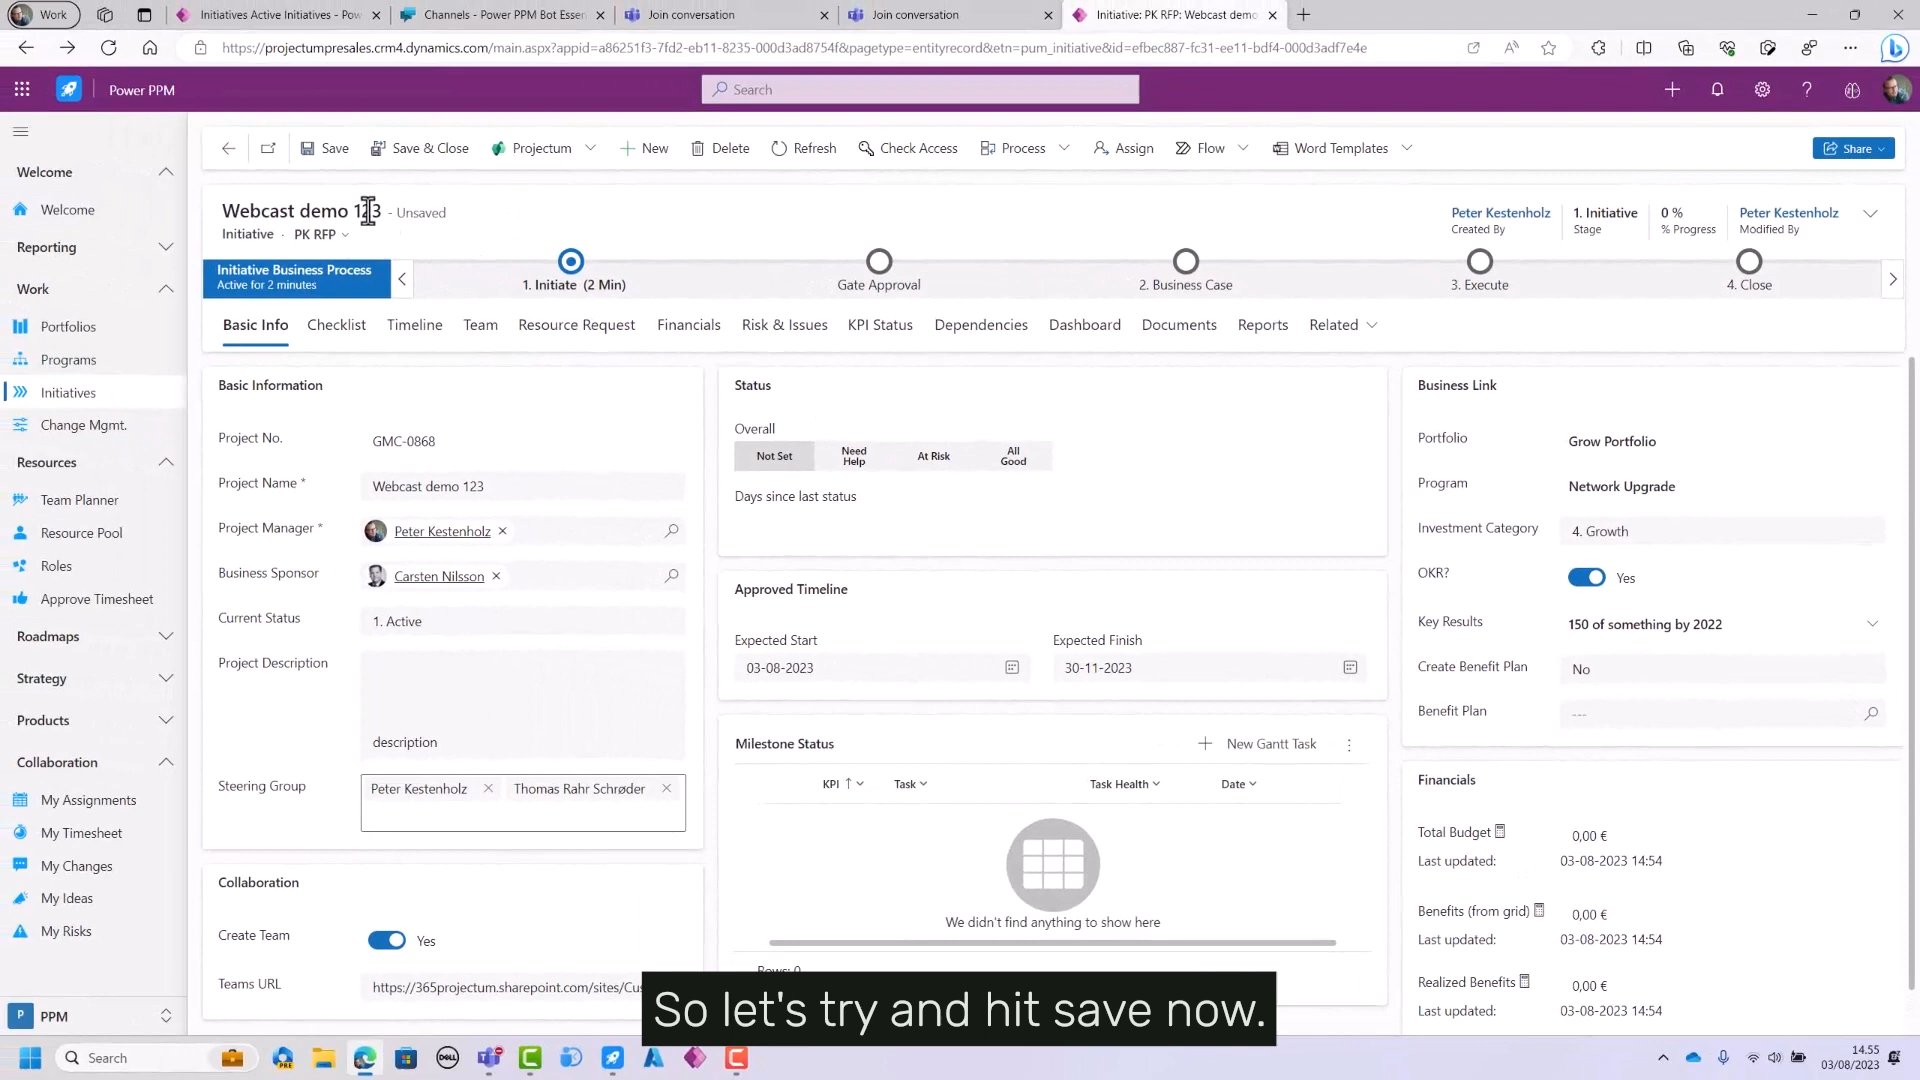 Work
Initiatives Active Initiatives - Pow
Channels - Power PPM Bot Essen
Join conversation
Join conversation
Initiative: PK RFP: Webcast demo
https://projectumpresales.crm4.dynamics.com/main.aspx?appid=a86251f3-7fd2-eb11-8235-000d3ad8754f&pagetype=entityrecord&etn=pum_initiative&id=efbec887-fc31-ee11-bdf4-000d3adf7e4e
Power PPM
Search
Save
Save & Close
Projectum
New
Delete
Refresh
Check Access
Process
Assign
Flow
Word Templates
Share
Welcome
Welcome
Reporting
Work
Portfolios
Programs
Initiatives
Change Mgmt.
Resources
Team Planner
Resource Pool
Roles
Approve Timesheet
Roadmaps
Strategy
Products
Collaboration
My Assignments
My Timesheet
My Changes
My Ideas
My Risks
P PPM
Webcast demo 123 - Unsaved
Initiative · PK RFP
Peter Kestenholz
Created By
1. Initiative
Stage
0 %
% Progress
Peter Kestenholz
Modified By
Initiative Business Process
Active for 2 minutes
1. Initiate (2 Min)
Gate Approval
2. Business Case
3. Execute
4. Close
Basic Info
Checklist
Timeline
Team
Resource Request
Financials
Risk & Issues
KPI Status
Dependencies
Dashboard
Documents
Reports
Related
Basic Information
Project No.
GMC-0868
Project Name *
Webcast demo 123
Project Manager *
Peter Kestenholz
Business Sponsor
Carsten Nilsson
Current Status
1. Active
Project Description
description
Steering Group
Peter Kestenholz
Thomas Rahr Schrøder
Collaboration
Create Team
Yes
Teams URL
https://365projectum.sharepoint.com/sites/Cus
Status
Overall
Not Set
Need
Help
At Risk
All
Good
Days since last status
Approved Timeline
Expected Start
Expected Finish
03-08-2023
30-11-2023
Milestone Status
New Gantt Task
KPI
Task
Task Health
Date
We didn't find anything to show here
Rows: 0
Business Link
Portfolio
Grow Portfolio
Program
Network Upgrade
Investment Category
4. Growth
OKR?
Yes
Key Results
150 of something by 2022
Create Benefit Plan
No
Benefit Plan
---
Financials
Total Budget
0,00 €
Last updated:
03-08-2023 14:54
Benefits (from grid)
0,00 €
Last updated:
03-08-2023 14:54
Realized Benefits
0,00 €
Last updated:
03-08-2023 14:54
So let's try and hit save now.
Search
PRE
DELL
14.55
03/08/2023